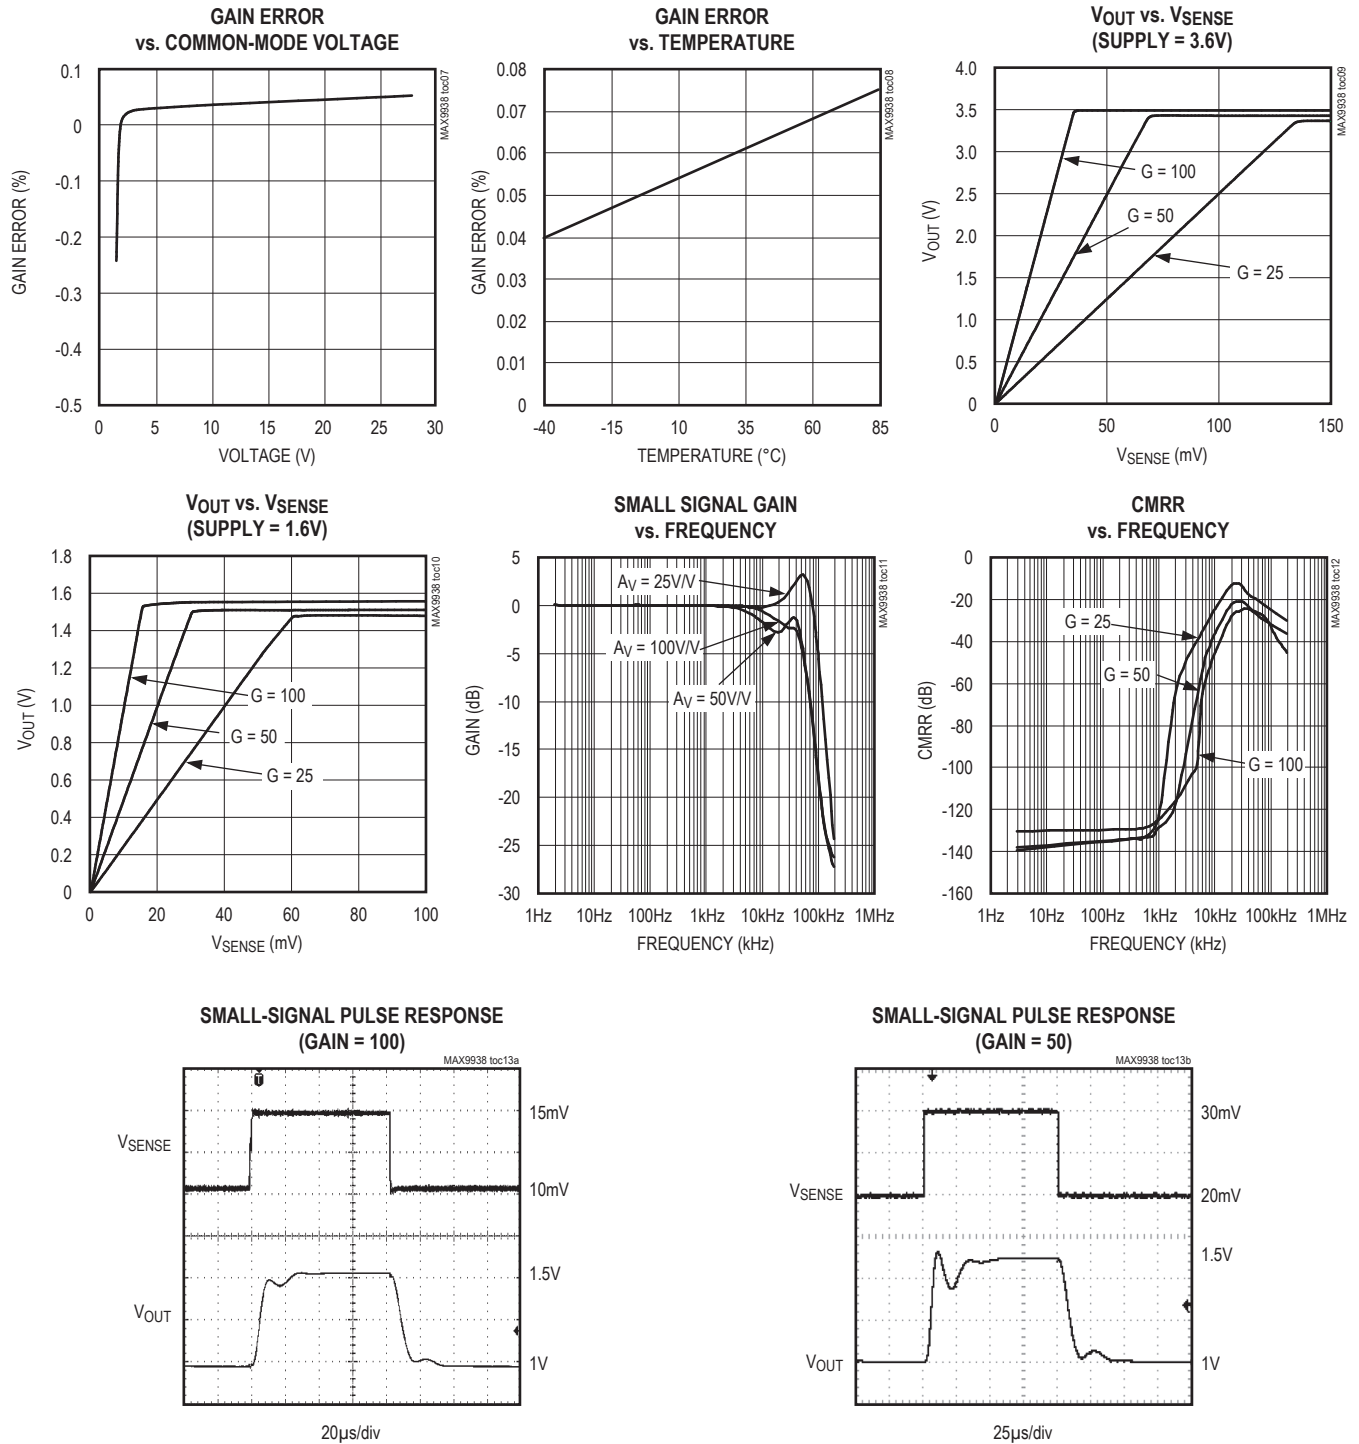 GAIN ERROR
vs. COMMON-MODE VOLTAGE
MAX9938 toc07
GAIN ERROR (%)
0.1
0
-0.1
-0.2
-0.3
-0.4
-0.5
0 5 10 15 20 25 30
VOLTAGE (V)
GAIN ERROR
vs. TEMPERATURE
MAX9938 toc08
GAIN ERROR (%)
0.08
0.07
0.06
0.05
0.04
0.03
0.02
0.01
0
-40 -15 10 35 60 85
TEMPERATURE (°C)
VOUT vs. VSENSE
(SUPPLY = 3.6V)
MAX9938 toc09
VOUT (V)
4.0
3.5
3.0
2.5
2.0
1.5
1.0
0.5
0
G = 100
G = 50
G = 25
0 50 100 150
VSENSE (mV)
VOUT vs. VSENSE
(SUPPLY = 1.6V)
MAX9938 toc10
VOUT (V)
1.8
1.6
1.4
1.2
1.0
0.8
0.6
0.4
0.2
0
G = 100
G = 50
G = 25
0 20 40 60 80 100
VSENSE (mV)
SMALL SIGNAL GAIN
vs. FREQUENCY
MAX9938 toc11
GAIN (dB)
5
0
-5
-10
-15
-20
-25
-30
AV = 25V/V
AV = 100V/V
AV = 50V/V
1Hz 10Hz 100Hz 1kHz 10kHz 100kHz 1MHz
FREQUENCY (kHz)
CMRR
vs. FREQUENCY
MAX9938 toc12
CMRR (dB)
0
-20
-40
-60
-80
-100
-120
-140
-160
G = 25
G = 50
G = 100
1Hz 10Hz 100Hz 1kHz 10kHz 100kHz 1MHz
FREQUENCY (kHz)
SMALL-SIGNAL PULSE RESPONSE
(GAIN = 100)
MAX9938 toc13a
T
15mV
VSENSE
10mV
1.5V
VOUT
1V
20µs/div
SMALL-SIGNAL PULSE RESPONSE
(GAIN = 50)
MAX9938 toc13b
30mV
VSENSE
20mV
1.5V
VOUT
1V
25µs/div